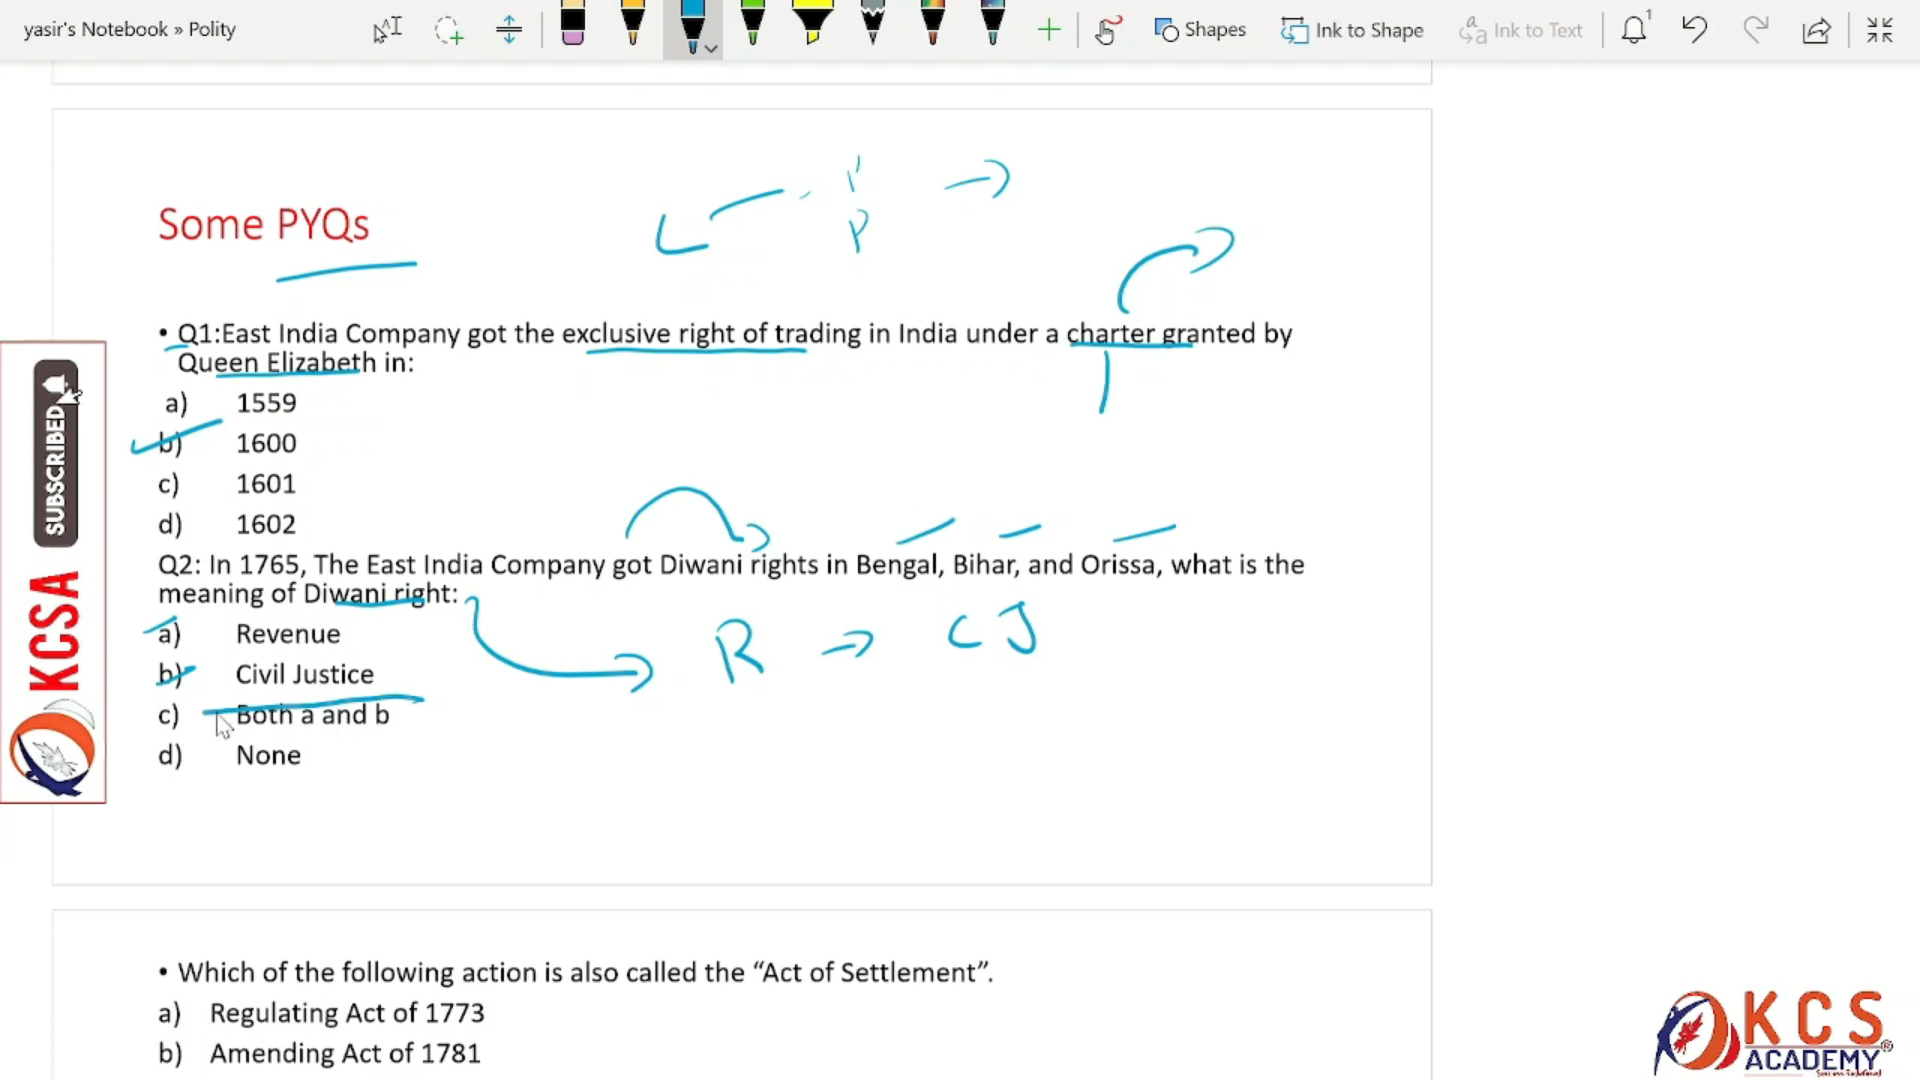 yasir's Notebook » Polity
Shapes
Ink to Shape
Ink to Text
1
Some PYQs
P
• Q1:East India Company got the exclusive right of trading in India under a charter granted by
Queen Elizabeth in:
a) 1559
b) 1600
c) 1601
d) 1602
Q2: In 1765, The East India Company got Diwani rights in Bengal, Bihar, and Orissa, what is the
meaning of Diwani right:
a) Revenue
b) Civil Justice
c) Both a and b
d) None
R → CJ
SUBSCRIBED
KCSA
• Which of the following action is also called the “Act of Settlement”.
a) Regulating Act of 1773
b) Amending Act of 1781
KCS
ACADEMY®